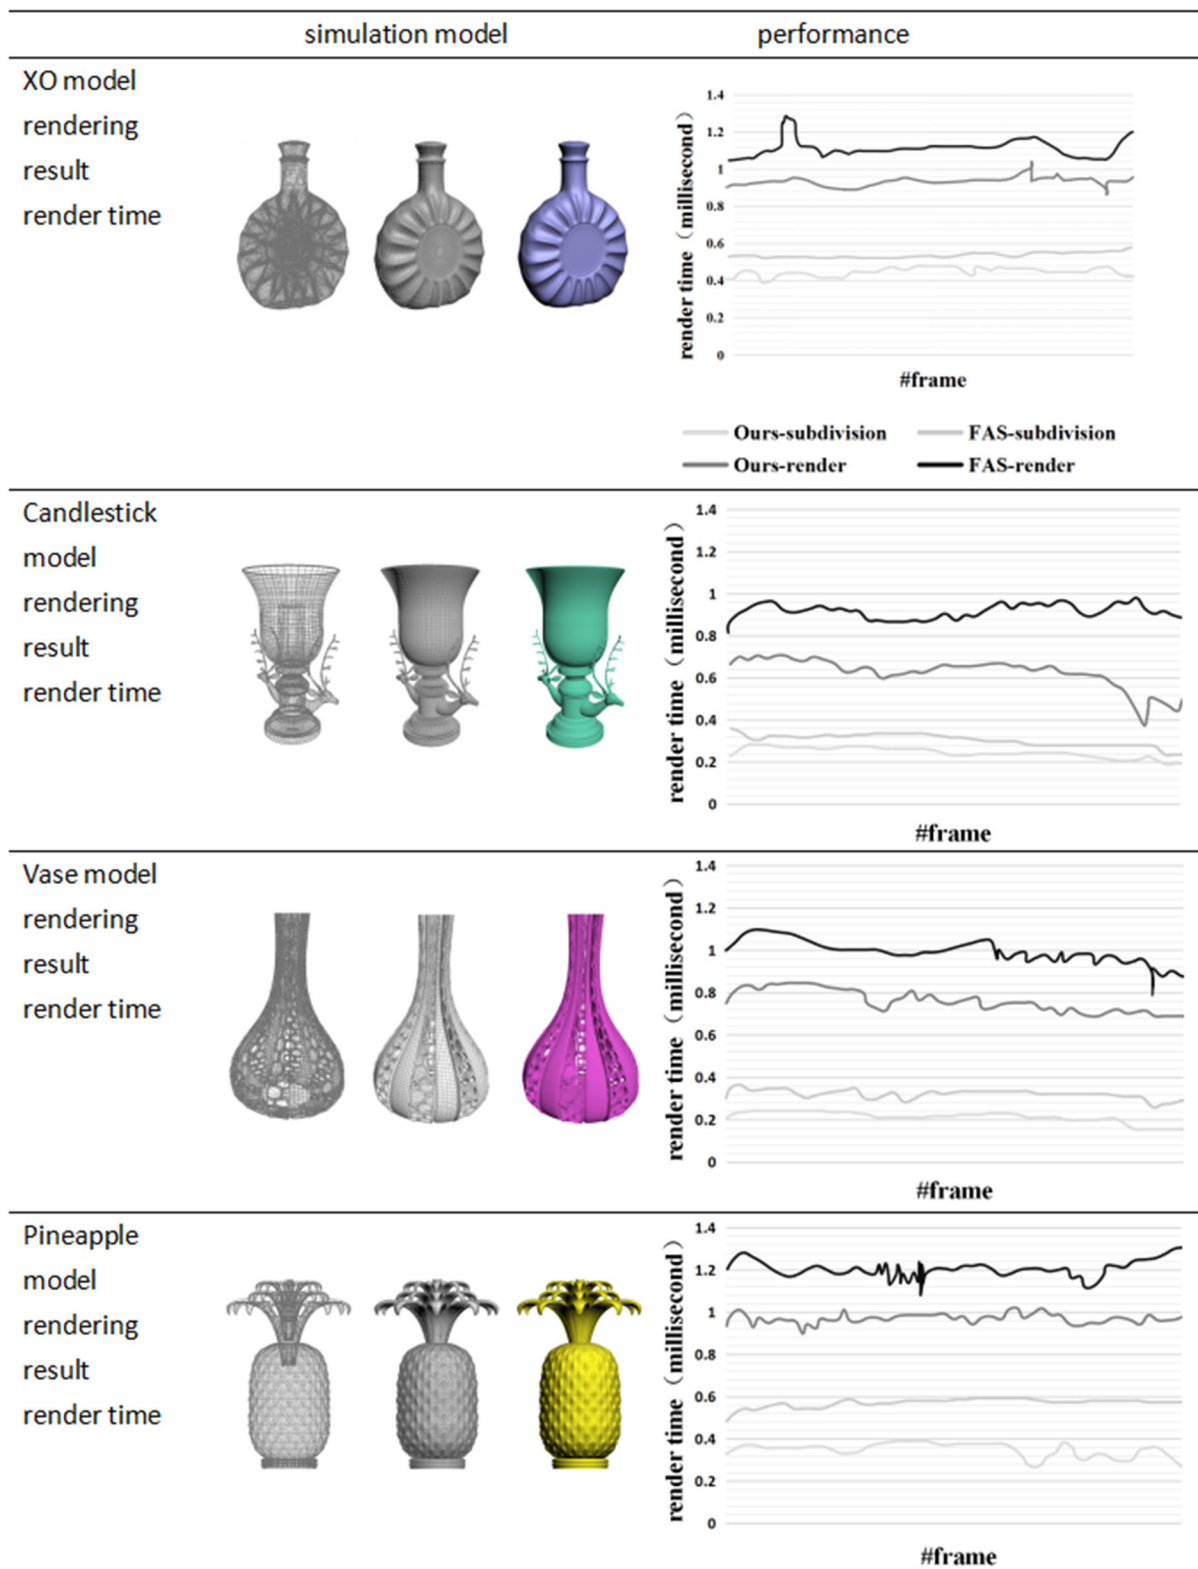 simulation model performance
XO model
rendering
result
render time
render time（millisecond）
1.4
1.2
1
0.8
0.6
0.4
0.2
0
#frame
Ours-subdivision FAS-subdivision
Ours-render FAS-render
Candlestick
model
rendering
result
render time
render time（millisecond）
1.4
1.2
1
0.8
0.6
0.4
0.2
0
#frame
Vase model
rendering
result
render time
render time（millisecond）
1.4
1.2
1
0.8
0.6
0.4
0.2
0
#frame
Pineapple
model
rendering
result
render time
render time（millisecond）
1.4
1.2
1
0.8
0.6
0.4
0.2
0
#frame